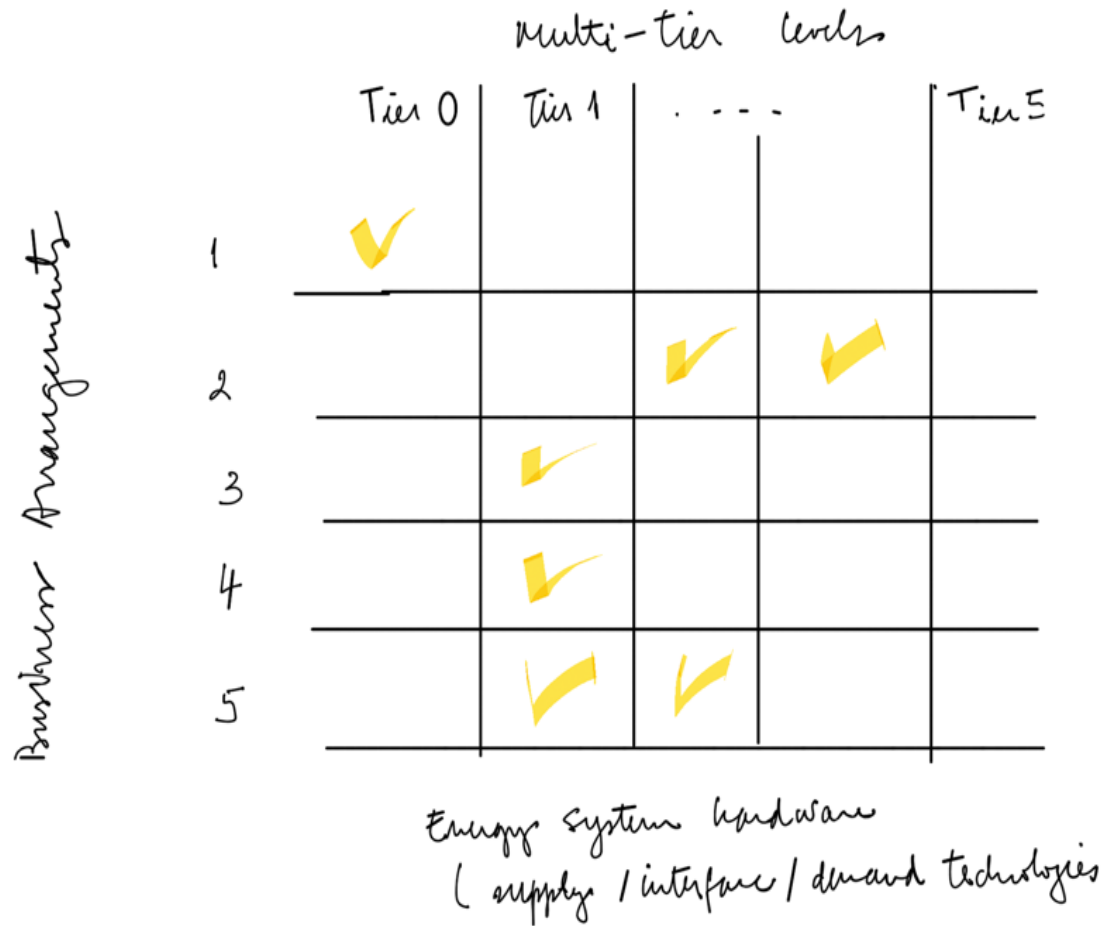 Multi-tier levels
Tier 0 Tier 1 . --- Tier 5
Business Arrangements
1
2
3
4
5
Energy system hardware
( supply / interface / demand technologies